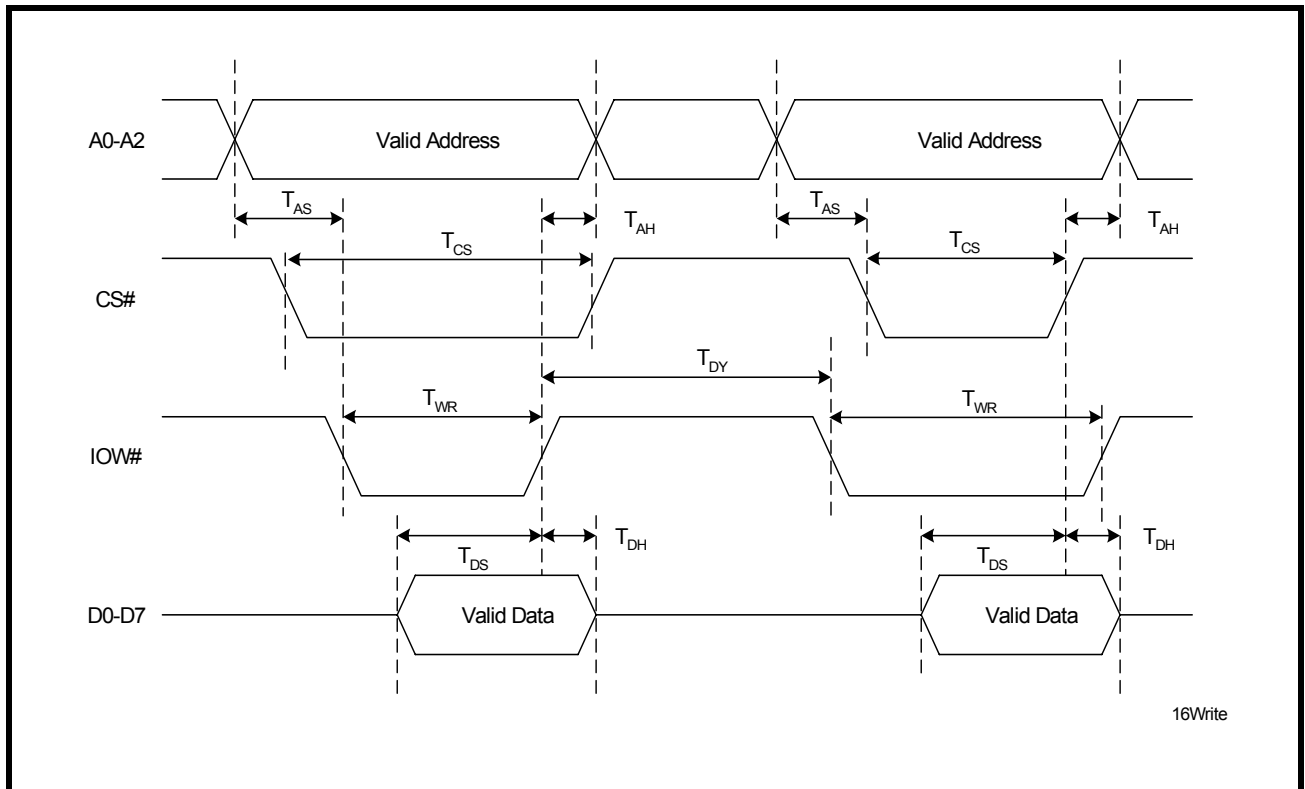 A0-A2
Valid Address
Valid Address
TAS
TAH
TAS
TAH
TCS
TCS
CS#
TDY
TWR
TWR
IOW#
TDS
TDH
TDS
TDH
D0-D7
Valid Data
Valid Data
16Write